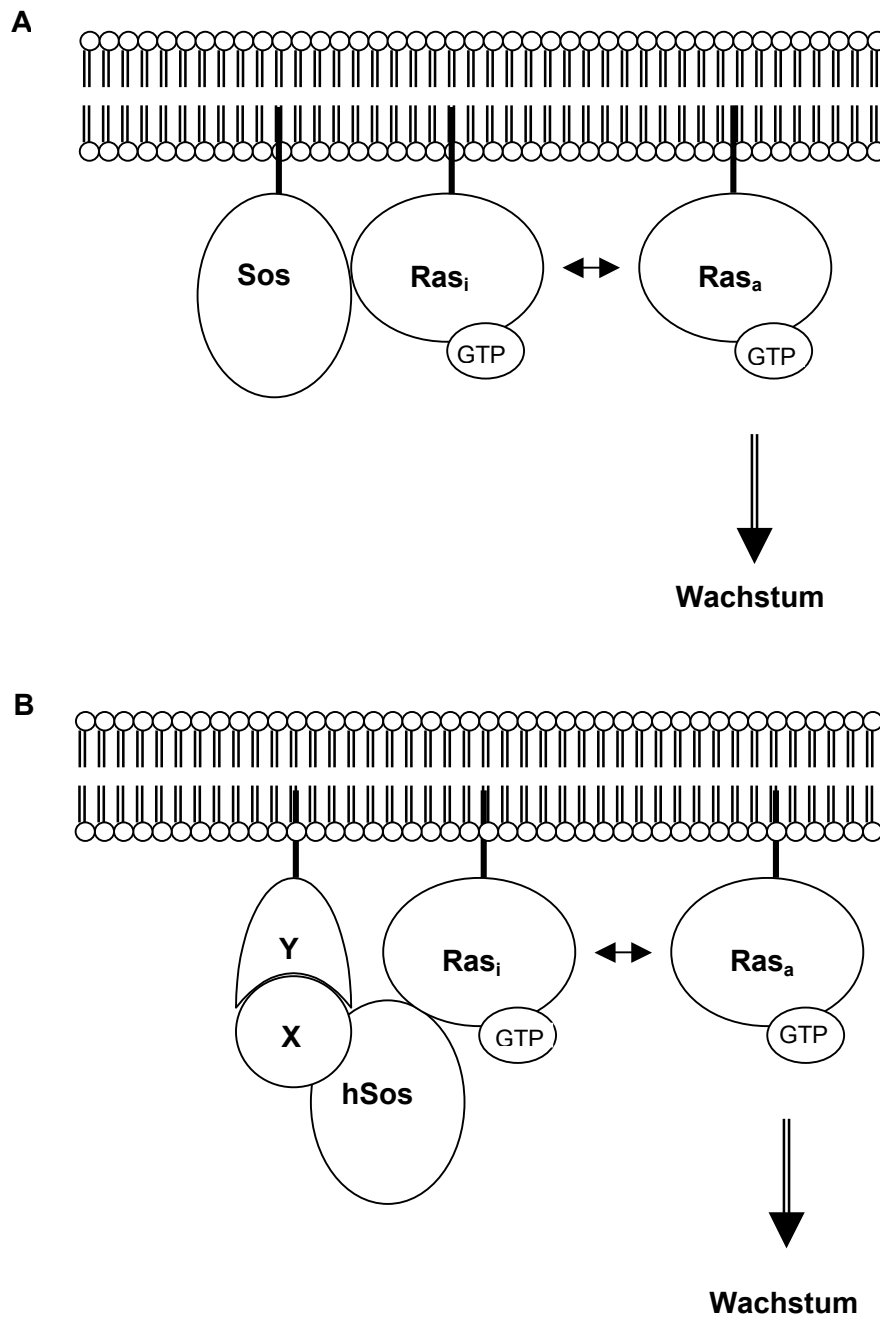 A
Sos
Rasᵢ
Rasₐ
GTP
GTP
Wachstum
B
Y
Rasᵢ
Rasₐ
X
GTP
GTP
hSos
Wachstum